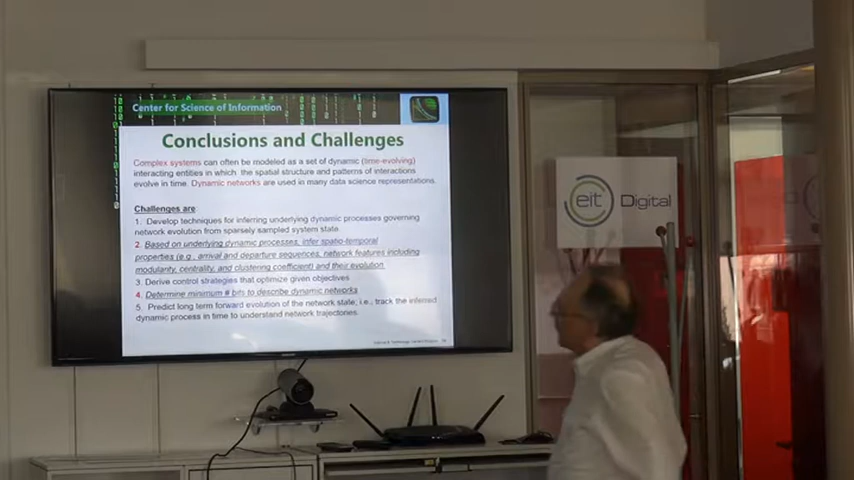 Center for Science of Information
Conclusions and Challenges
Complex systems can often be modeled as a set of dynamic (time-evolving)
interacting entities in which the spatial structure and patterns of interactions
evolve in time. Dynamic networks are used in many data science representations.
Challenges are:
1. Develop techniques for inferring underlying dynamic processes governing
network evolution from sparsely sampled system state
2. Based on underlying dynamic processes, infer spatio-temporal
properties (e.g., arrival and departure sequences, network features including
modularity, centrality, and clustering coefficient) and their evolution
3. Derive control strategies that optimize given objectives
4. Determine minimum # bits to describe dynamic networks
5. Predict long term forward evolution of the network state; i.e., track the inferred
dynamic process in time to understand network trajectories.
eit Digital